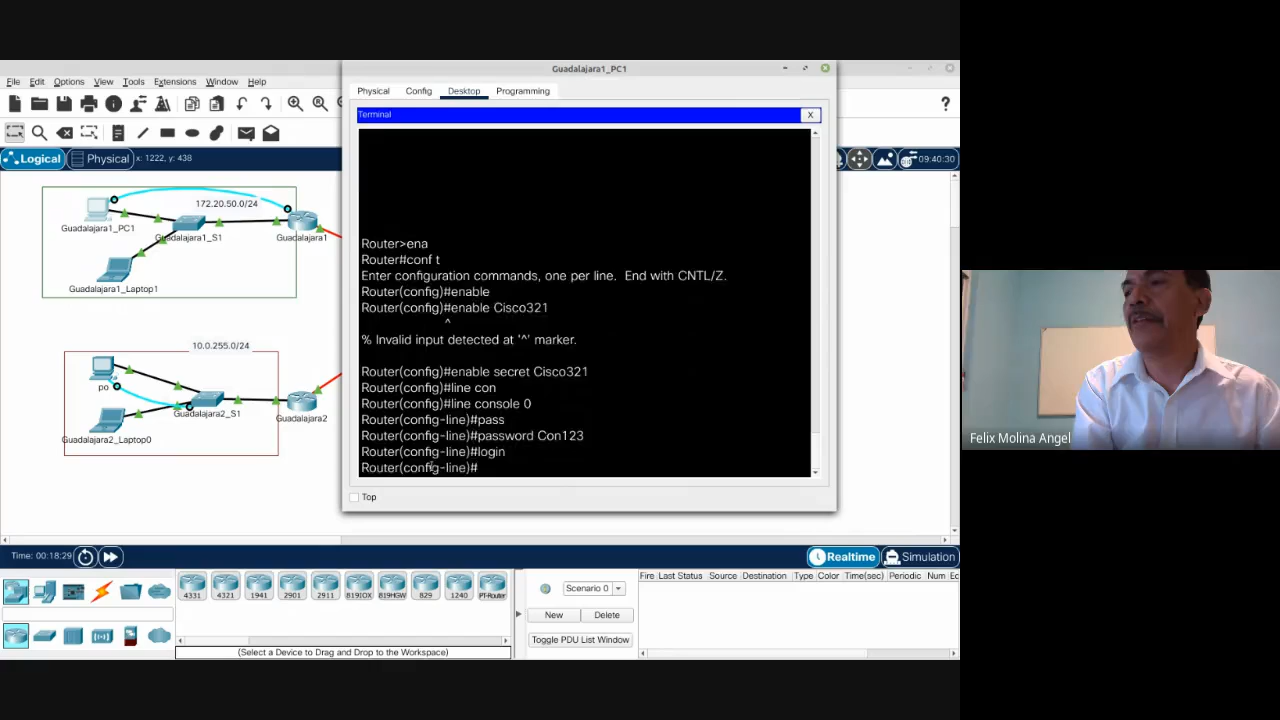 Guadalajara1_PC1
File Edit Options View Tools Extensions Window Help
Physical Config Desktop Programming
Terminal X
?
Logical Physical x: 1222, y: 438
09:40:30
172.20.50.0/24
Guadalajara1_PC1
Guadalajara1_S1
Guadalajara1
Guadalajara1_Laptop1
10.0.255.0/24
po
Guadalajara2_S1
Guadalajara2
Guadalajara2_Laptop0
Router>ena
Router#conf t
Enter configuration commands, one per line.  End with CNTL/Z.
Router(config)#enable
Router(config)#enable Cisco321
^
% Invalid input detected at '^' marker.
Router(config)#enable secret Cisco321
Router(config)#line con
Router(config)#line console 0
Router(config-line)#pass
Router(config-line)#password Con123
Router(config-line)#login
Router(config-line)#
Top
Felix Molina Angel
Time: 00:18:29
Realtime Simulation
4331 4321 1941 2901 2911 819IOX 819HGW 829 1240 PT-Router
Scenario 0
New Delete
Toggle PDU List Window
Fire Last Status Source Destination Type Color Time(sec) Periodic Num
(Select a Device to Drag and Drop to the Workspace)